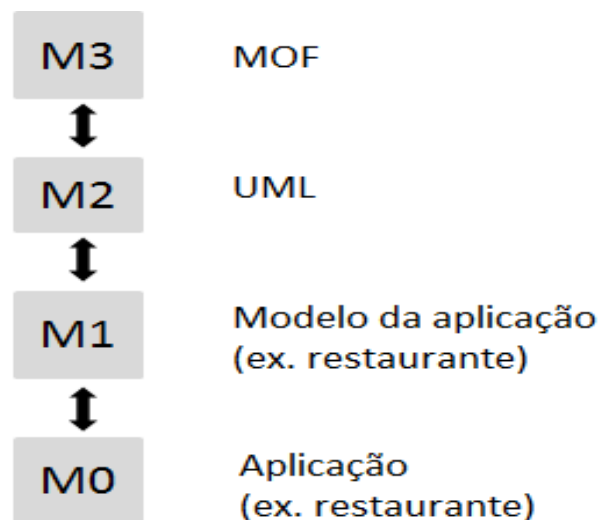 M3 MOF
M2 UML
M1 Modelo da aplicação
(ex. restaurante)
M0 Aplicação
(ex. restaurante)